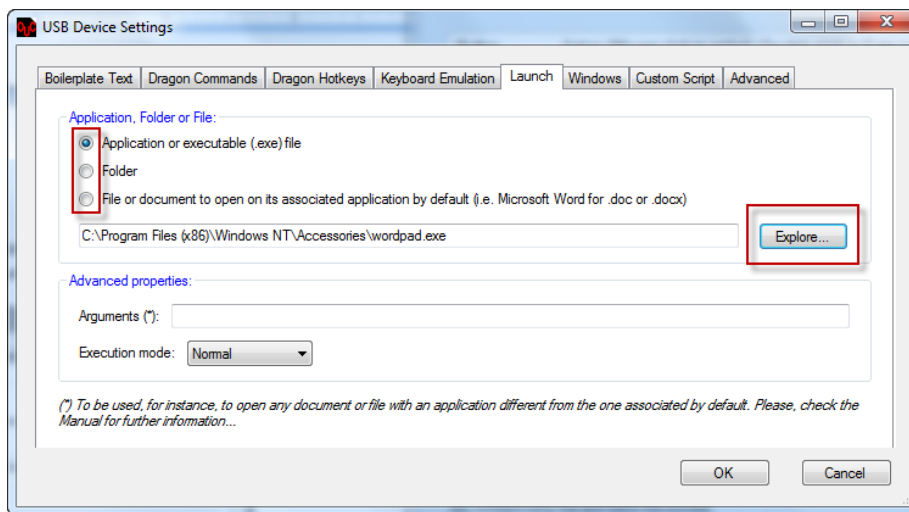 USB Device Settings
Boilerplate Text Dragon Commands Dragon Hotkeys Keyboard Emulation Launch Windows Custom Script Advanced
Application, Folder or File:
Application or executable (.exe) file
Folder
File or document to open on its associated application by default (i.e. Microsoft Word for .doc or .docx)
C:\Program Files (x86)\Windows NT\Accessories\wordpad.exe Explore...
Advanced properties:
Arguments (*):
Execution mode: Normal
(*) To be used, for instance, to open any document or file with an application different from the one associated by default. Please, check the
Manual for further information...
OK Cancel